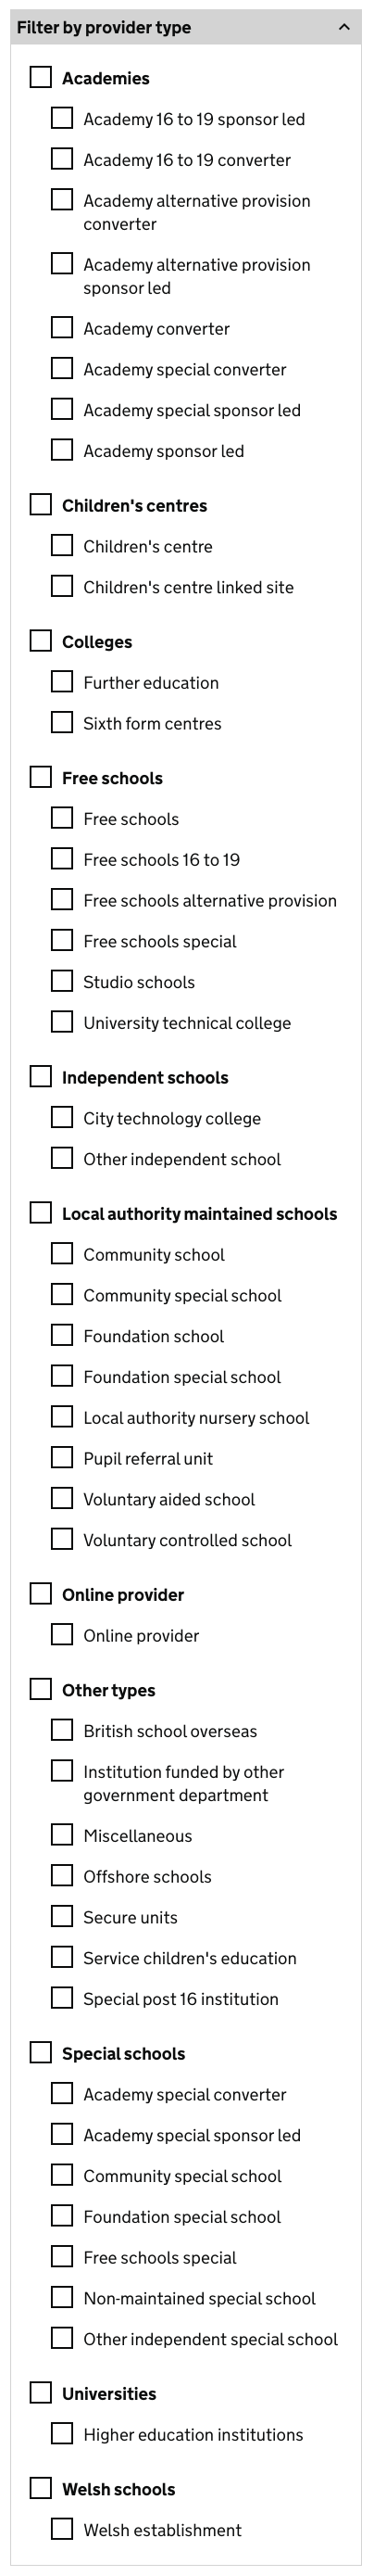 Filter by provider type
Academies
Academy 16 to 19 sponsor led
Academy 16 to 19 converter
Academy alternative provision
converter
Academy alternative provision
sponsor led
Academy converter
Academy special converter
Academy special sponsor led
Academy sponsor led
Children's centres
Children's centre
Children's centre linked site
Colleges
Further education
Sixth form centres
Free schools
Free schools
Free schools 16 to 19
Free schools alternative provision
Free schools special
Studio schools
University technical college
Independent schools
City technology college
Other independent school
Local authority maintained schools
Community school
Community special school
Foundation school
Foundation special school
Local authority nursery school
Pupil referral unit
Voluntary aided school
Voluntary controlled school
Online provider
Online provider
Other types
British school overseas
Institution funded by other
government department
Miscellaneous
Offshore schools
Secure units
Service children's education
Special post 16 institution
Special schools
Academy special converter
Academy special sponsor led
Community special school
Foundation special school
Free schools special
Non-maintained special school
Other independent special school
Universities
Higher education institutions
Welsh schools
Welsh establishment